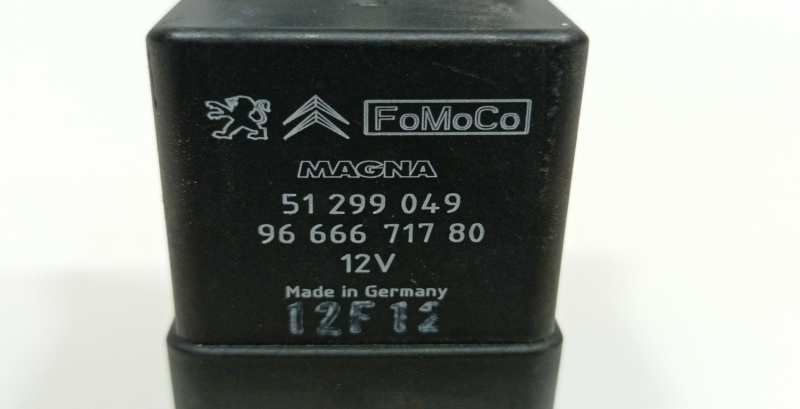 FoMoCo
MAGNA
51 299 049
96 666 717 80
12V
Made in Germany
12F12